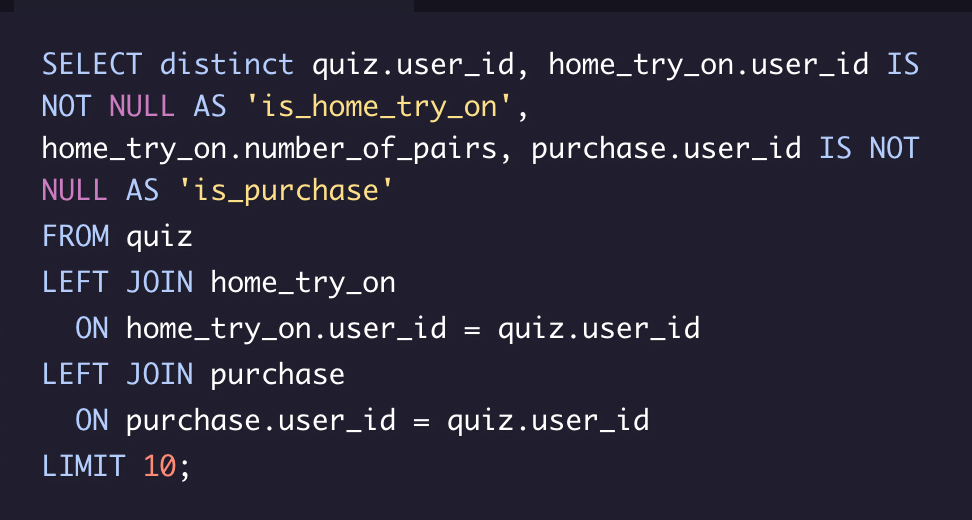 SELECT distinct quiz.user_id, home_try_on.user_id IS
NOT NULL AS 'is_home_try_on',
home_try_on.number_of_pairs, purchase.user_id IS NOT
NULL AS 'is_purchase'
FROM quiz
LEFT JOIN home_try_on
  ON home_try_on.user_id = quiz.user_id
LEFT JOIN purchase
  ON purchase.user_id = quiz.user_id
LIMIT 10;